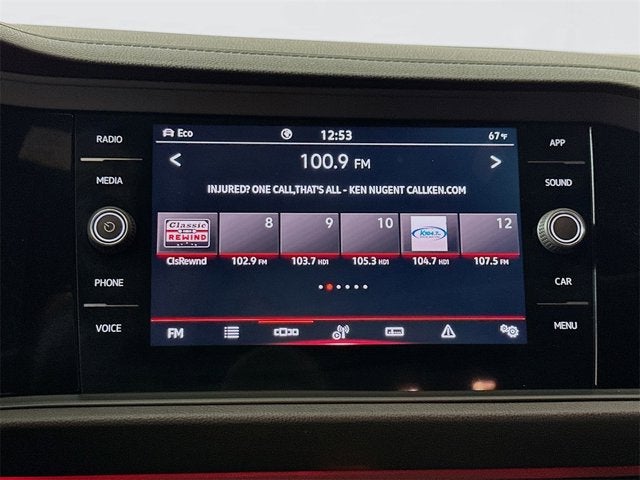 RADIO
MEDIA
PHONE
VOICE
Eco
12:53
67°F
100.9 FM
INJURED? ONE CALL,THAT'S ALL - KEN NUGENT CALLKEN.COM
Classic REWIND 8 9 10 K104.7 12
ClsRewnd 102.9 FM 103.7 HD1 105.3 HD1 104.7 HD1 107.5 FM
FM
APP
SOUND
CAR
MENU